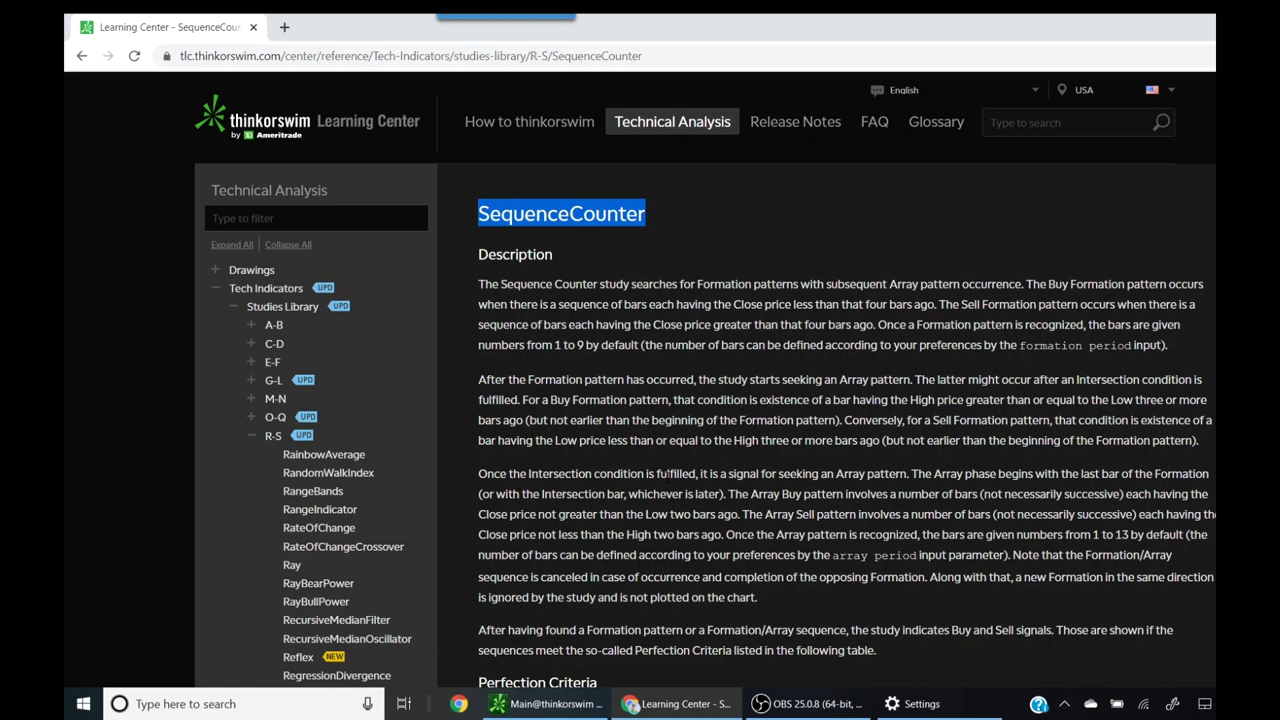 Learning Center - SequenceCoun
tlc.thinkorswim.com/center/reference/Tech-Indicators/studies-library/R-S/SequenceCounter
English
USA
thinkorswim Learning Center
by TD Ameritrade
How to thinkorswim
Technical Analysis
Release Notes
FAQ
Glossary
Type to search
Technical Analysis
Type to filter
Expand All
Collapse All
Drawings
Tech Indicators UPD
Studies Library UPD
A-B
C-D
E-F
G-L UPD
M-N
O-Q UPD
R-S UPD
RainbowAverage
RandomWalkIndex
RangeBands
RangeIndicator
RateOfChange
RateOfChangeCrossover
Ray
RayBearPower
RayBullPower
RecursiveMedianFilter
RecursiveMedianOscillator
Reflex NEW
RegressionDivergence
SequenceCounter
Description
The Sequence Counter study searches for Formation patterns with subsequent Array pattern occurrence. The Buy Formation pattern occurs
when there is a sequence of bars each having the Close price less than that four bars ago. The Sell Formation pattern occurs when there is a
sequence of bars each having the Close price greater than that four bars ago. Once a Formation pattern is recognized, the bars are given
numbers from 1 to 9 by default (the number of bars can be defined according to your preferences by the formation period input).
After the Formation pattern has occurred, the study starts seeking an Array pattern. The latter might occur after an Intersection condition is
fulfilled. For a Buy Formation pattern, that condition is existence of a bar having the High price greater than or equal to the Low three or more
bars ago (but not earlier than the beginning of the Formation pattern). Conversely, for a Sell Formation pattern, that condition is existence of a
bar having the Low price less than or equal to the High three or more bars ago (but not earlier than the beginning of the Formation pattern).
Once the Intersection condition is fulfilled, it is a signal for seeking an Array pattern. The Array phase begins with the last bar of the Formation
(or with the Intersection bar, whichever is later). The Array Buy pattern involves a number of bars (not necessarily successive) each having the
Close price not greater than the Low two bars ago. The Array Sell pattern involves a number of bars (not necessarily successive) each having the
Close price not less than the High two bars ago. Once the Array pattern is recognized, the bars are given numbers from 1 to 13 by default (the
number of bars can be defined according to your preferences by the array period input parameter). Note that the Formation/Array
sequence is canceled in case of occurrence and completion of the opposing Formation. Along with that, a new Formation in the same direction
is ignored by the study and is not plotted on the chart.
After having found a Formation pattern or a Formation/Array sequence, the study indicates Buy and Sell signals. Those are shown if the
sequences meet the so-called Perfection Criteria listed in the following table.
Perfection Criteria
Type here to search
Main@thinkorswim ...
Learning Center - S...
OBS 25.0.8 (64-bit, ...
Settings